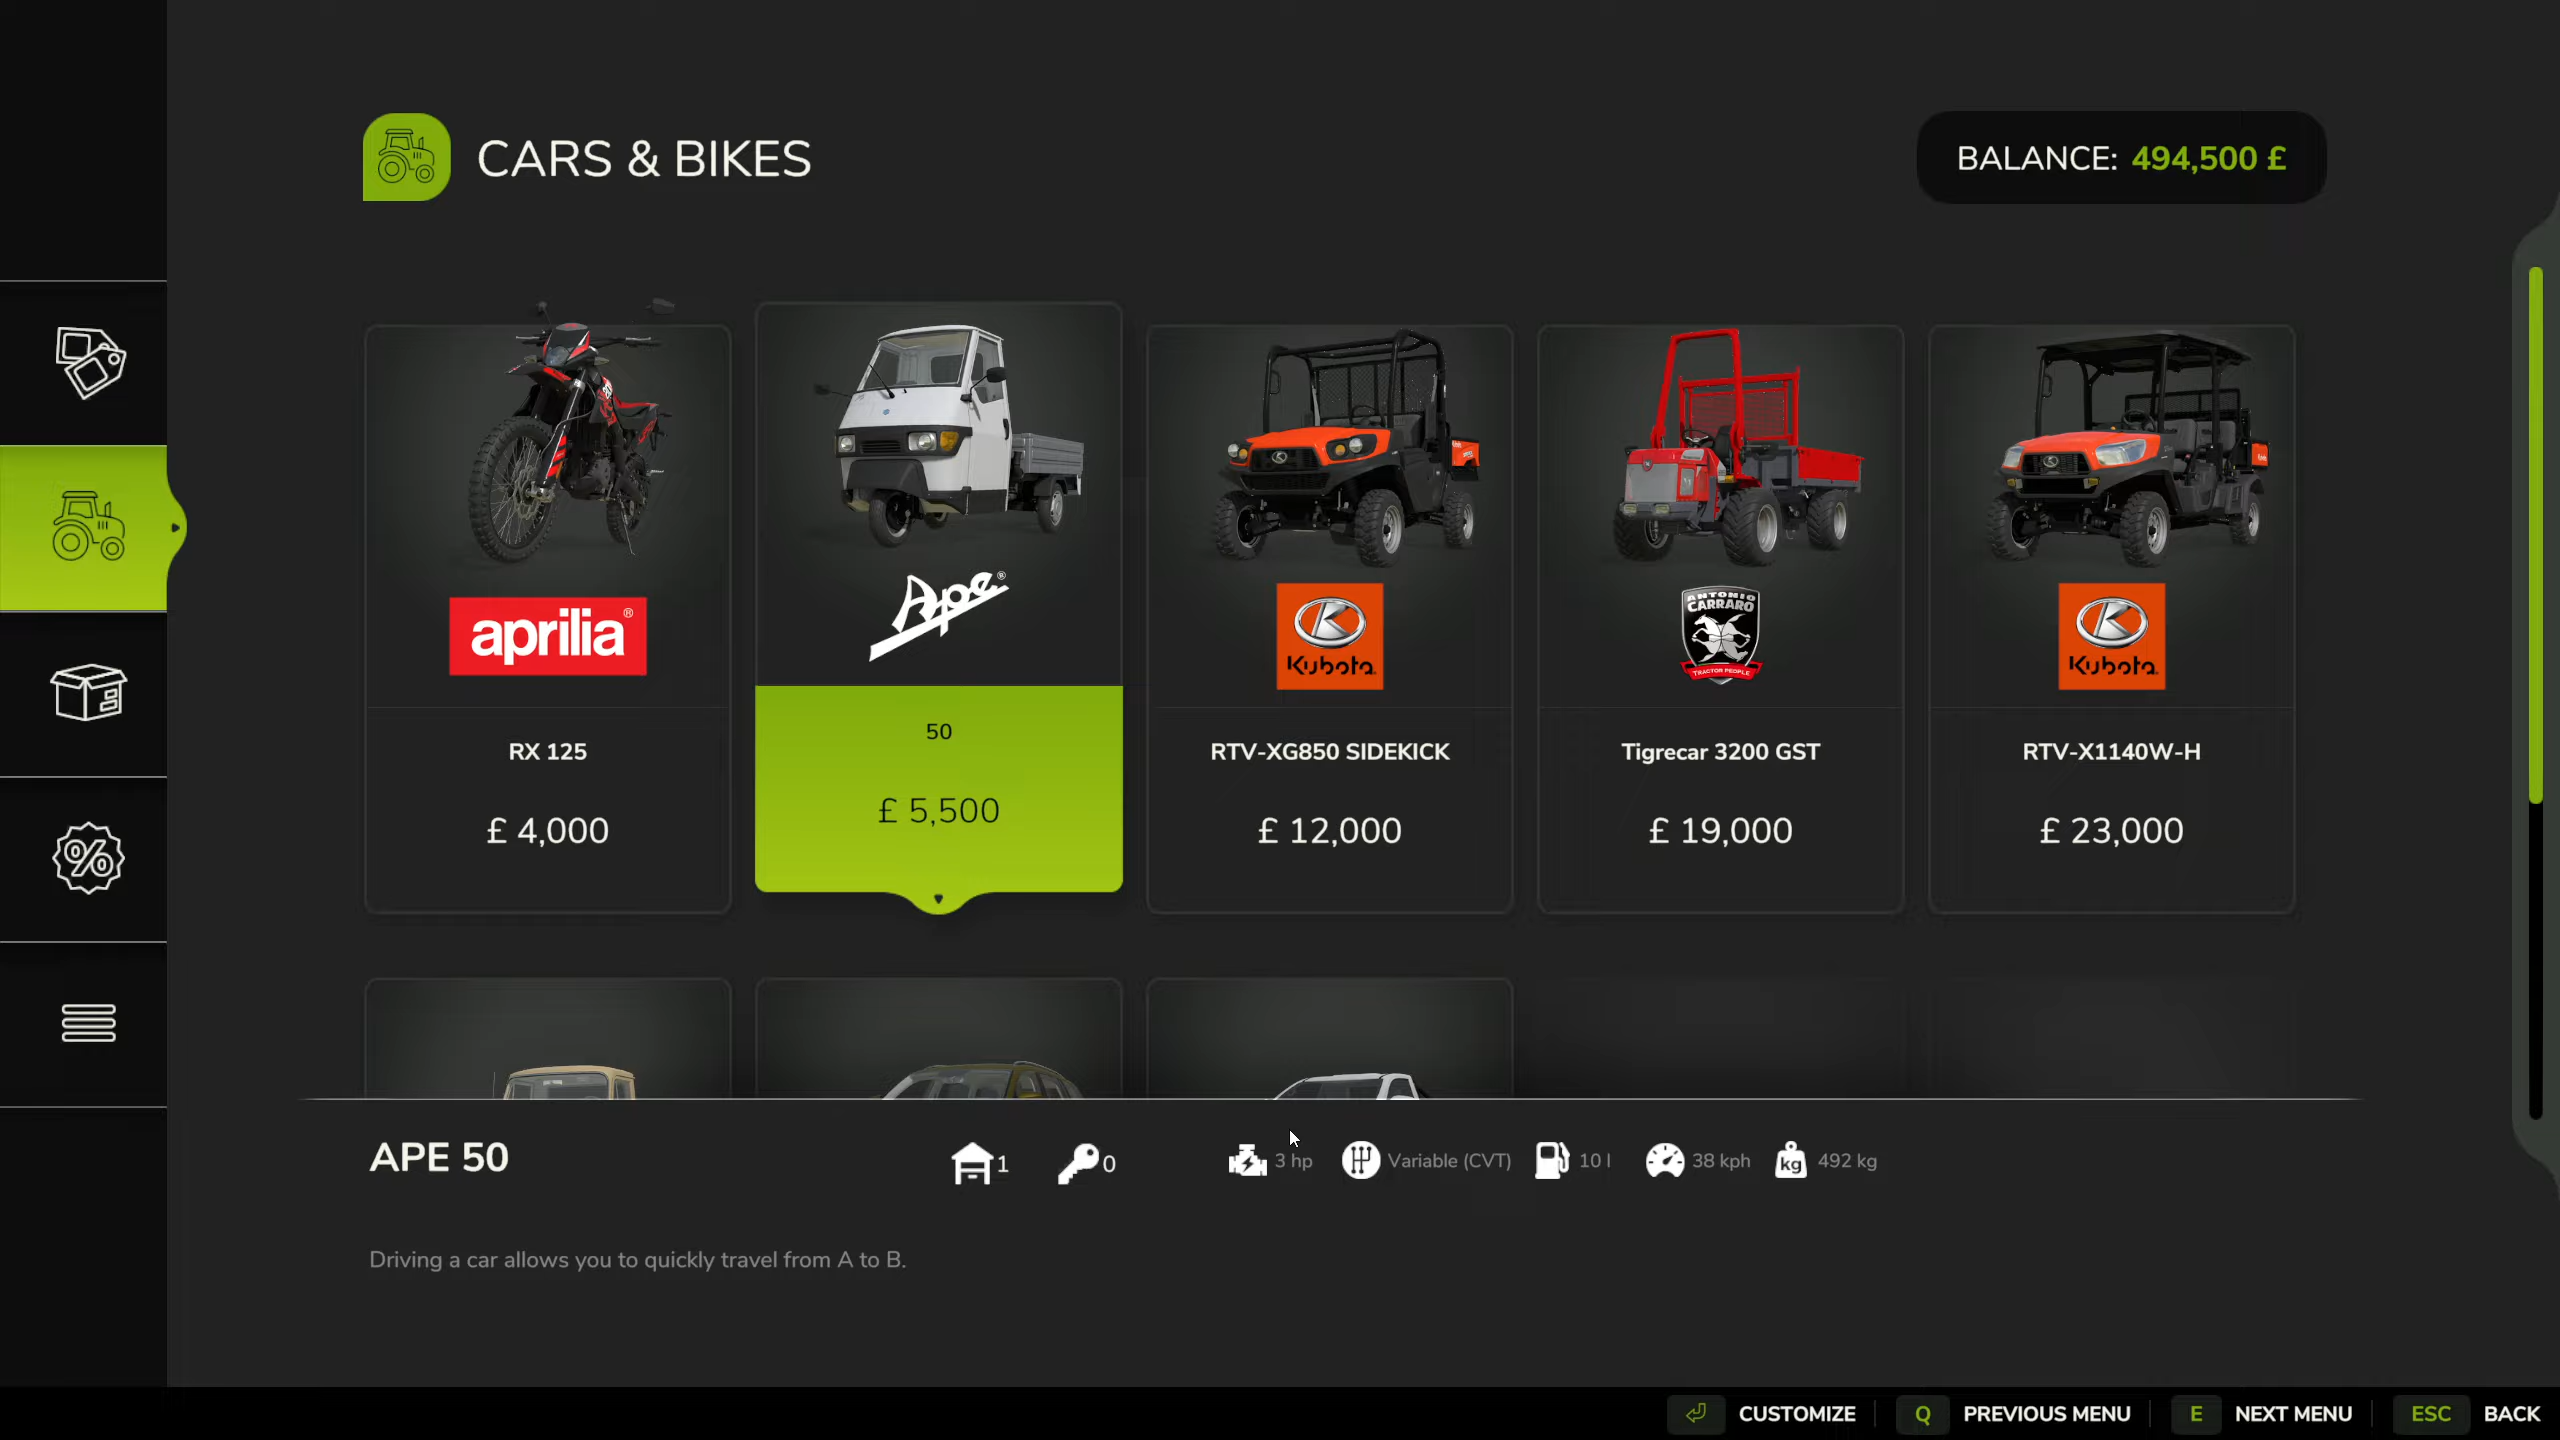 CARS & BIKES
BALANCE: 494,500 £
aprilia®
Ape®
Kubota
ANTONIO CARRARO
TRACTOR PEOPLE
Kubota
RX 125
50
RTV-XG850 SIDEKICK
Tigrecar 3200 GST
RTV-X1140W-H
£ 4,000
£ 5,500
£ 12,000
£ 19,000
£ 23,000
APE 50
1
0
3 hp
Variable (CVT)
10 l
38 kph
kg
492 kg
Driving a car allows you to quickly travel from A to B.
CUSTOMIZE
Q
PREVIOUS MENU
E
NEXT MENU
ESC
BACK